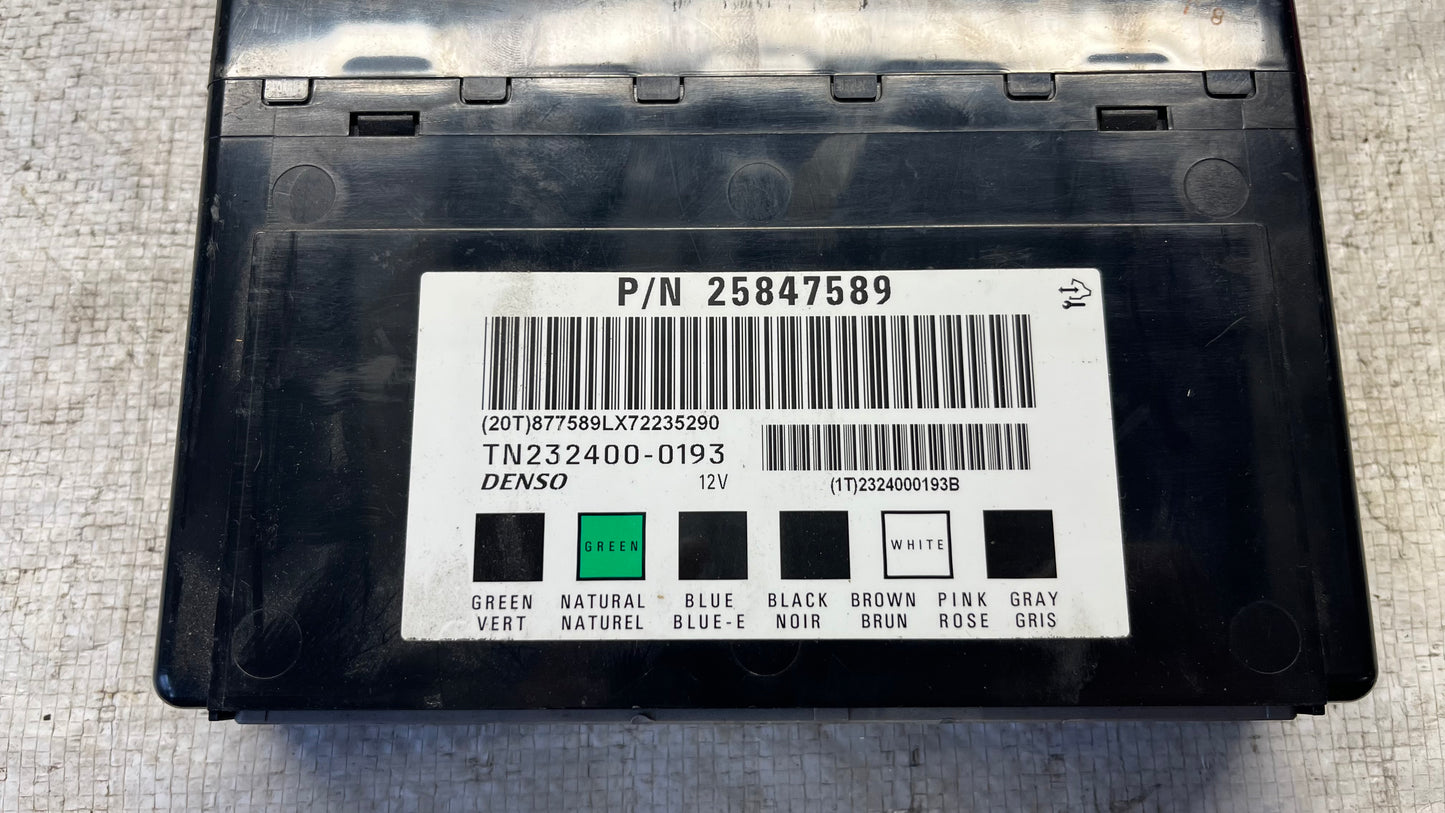 P/N 25847589
(20T)877589LX72235290
TN232400-0193
DENSO 12V
(1T)2324000193B
GREEN WHITE
GREEN NATURAL BLUE BLACK BROWN PINK GRAY
VERT NATUREL BLUE-E NOIR BRUN ROSE GRIS